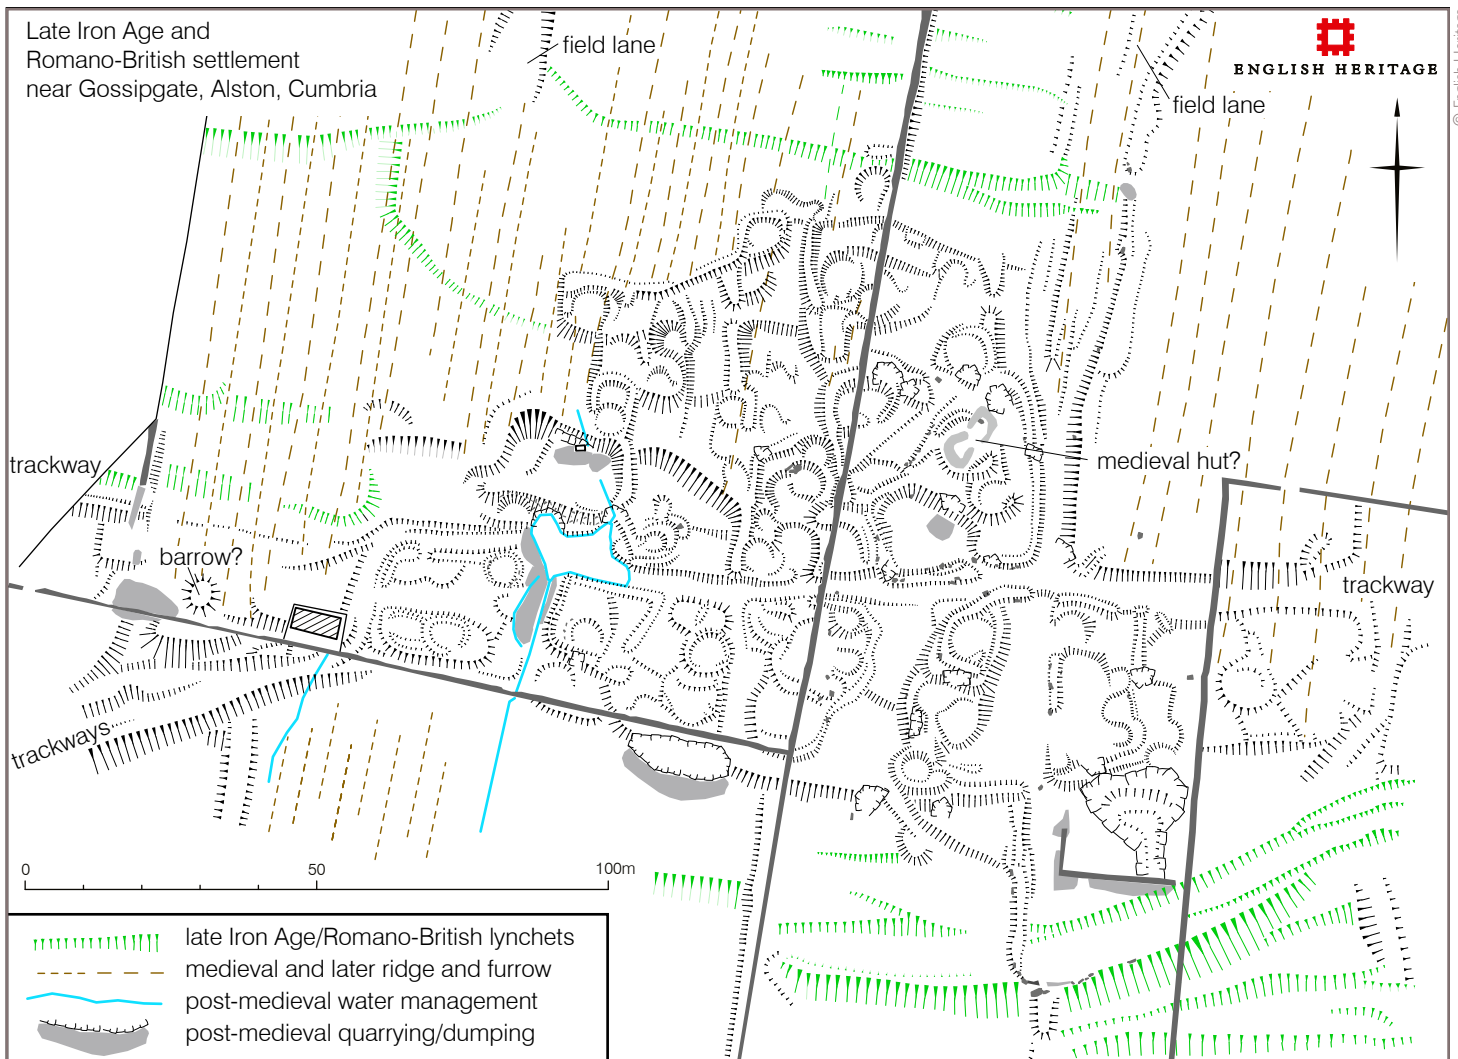 Late Iron Age and
Romano-British settlement
near Gossipgate, Alston, Cumbria
field lane
ENGLISH HERITAGE
field lane
© English Heritage
trackway
medieval hut?
barrow?
trackway
trackways
0 50 100m
late Iron Age/Romano-British lynchets
medieval and later ridge and furrow
post-medieval water management
post-medieval quarrying/dumping